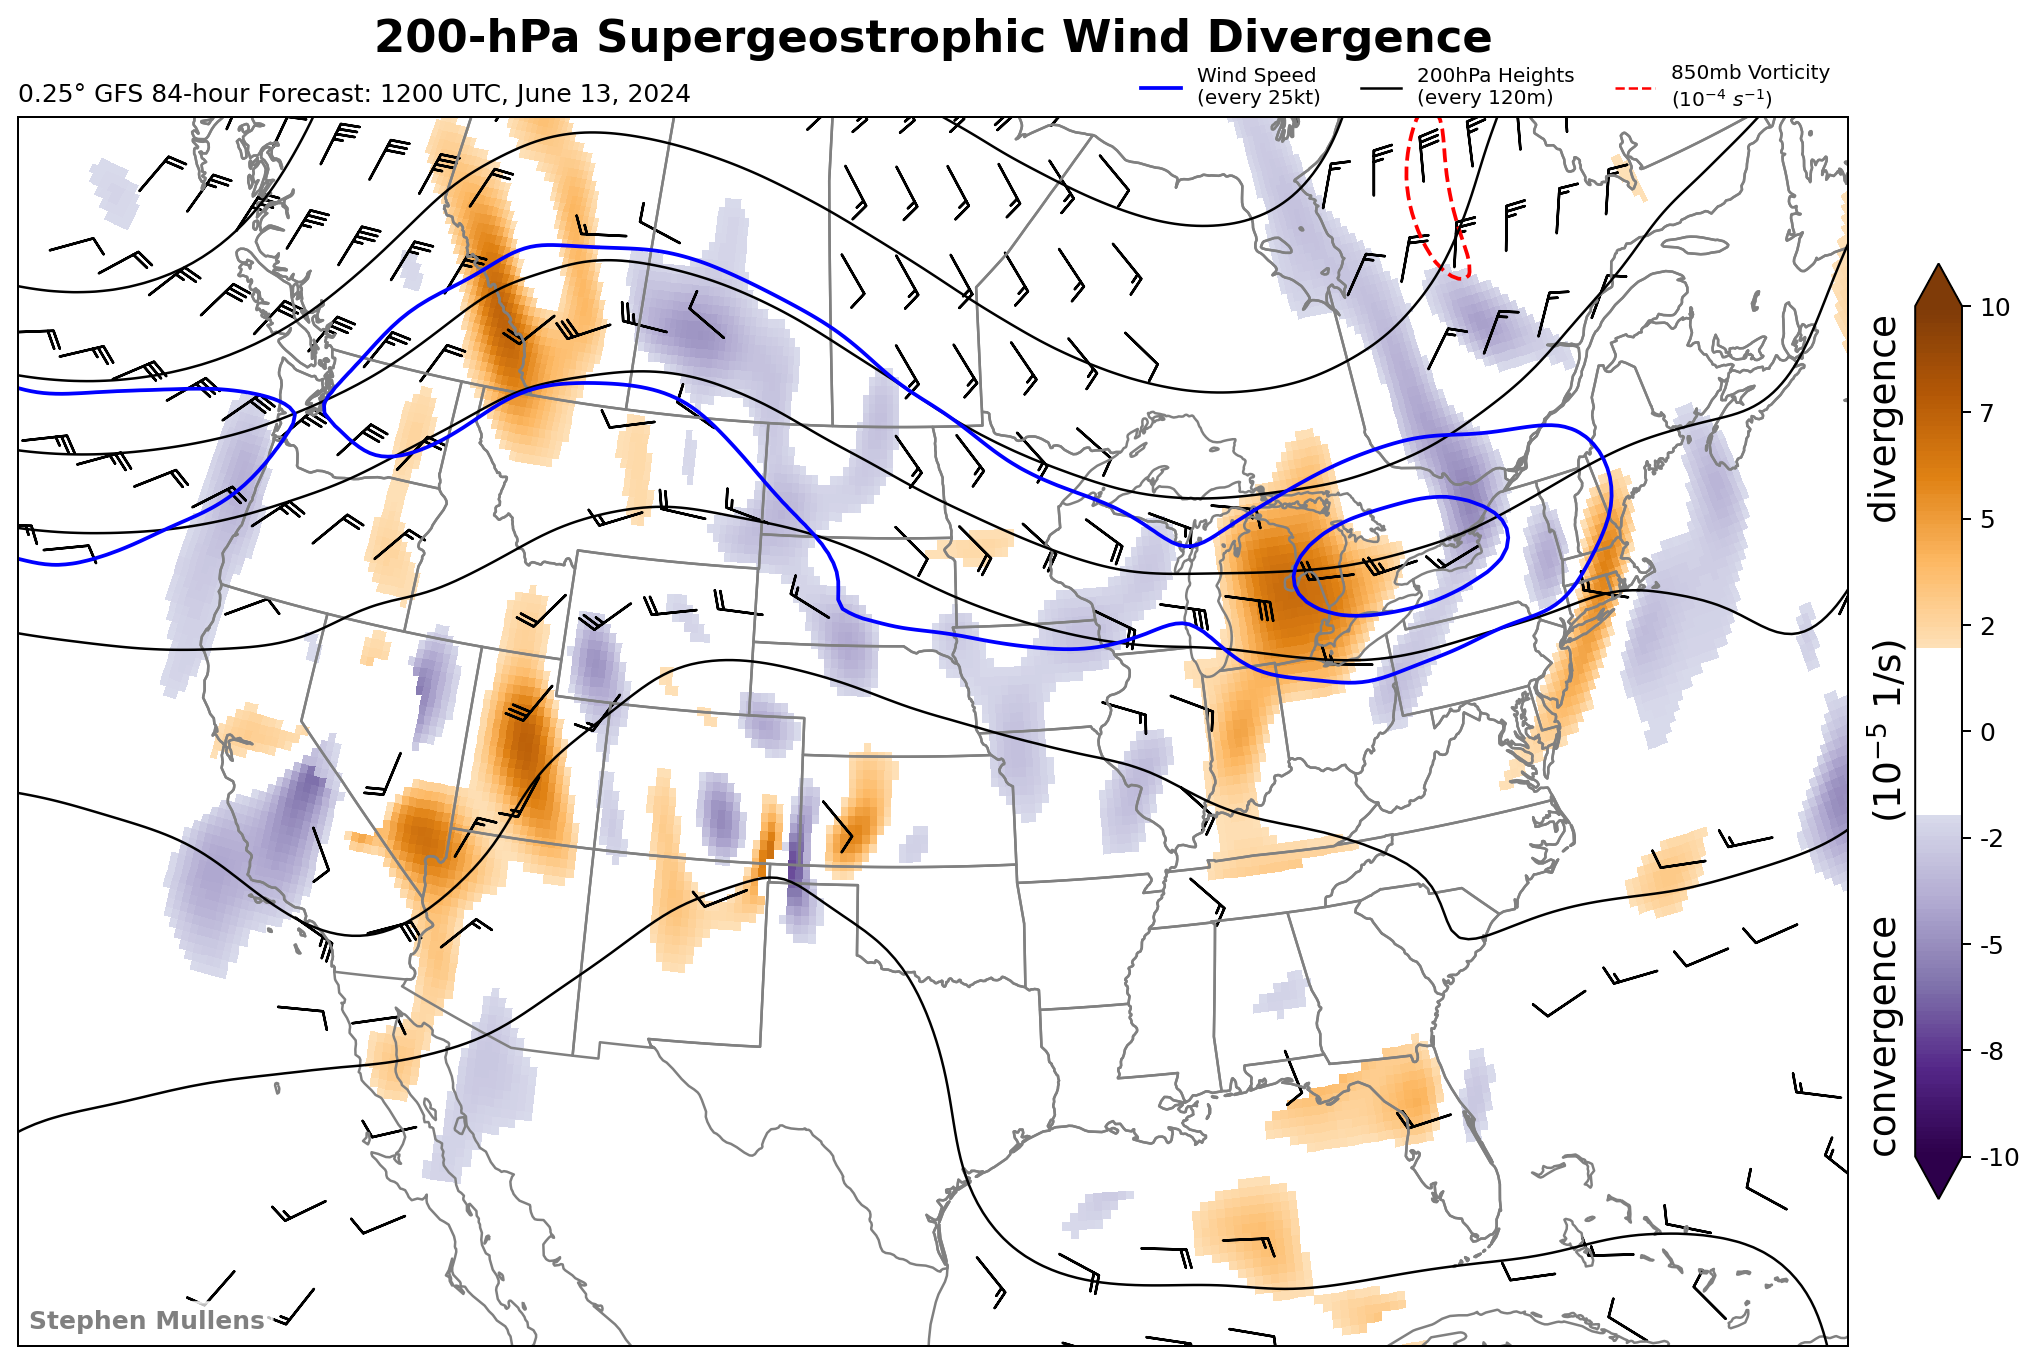 200-hPa Supergeostrophic Wind Divergence
0.25° GFS 84-hour Forecast: 1200 UTC, June 13, 2024
Wind Speed
(every 25kt)
200hPa Heights
(every 120m)
850mb Vorticity
(10⁻⁴ s⁻¹)
10
7
5
2
0
-2
-5
-8
-10
convergence (10⁻⁵ 1/s) divergence
Stephen Mullens